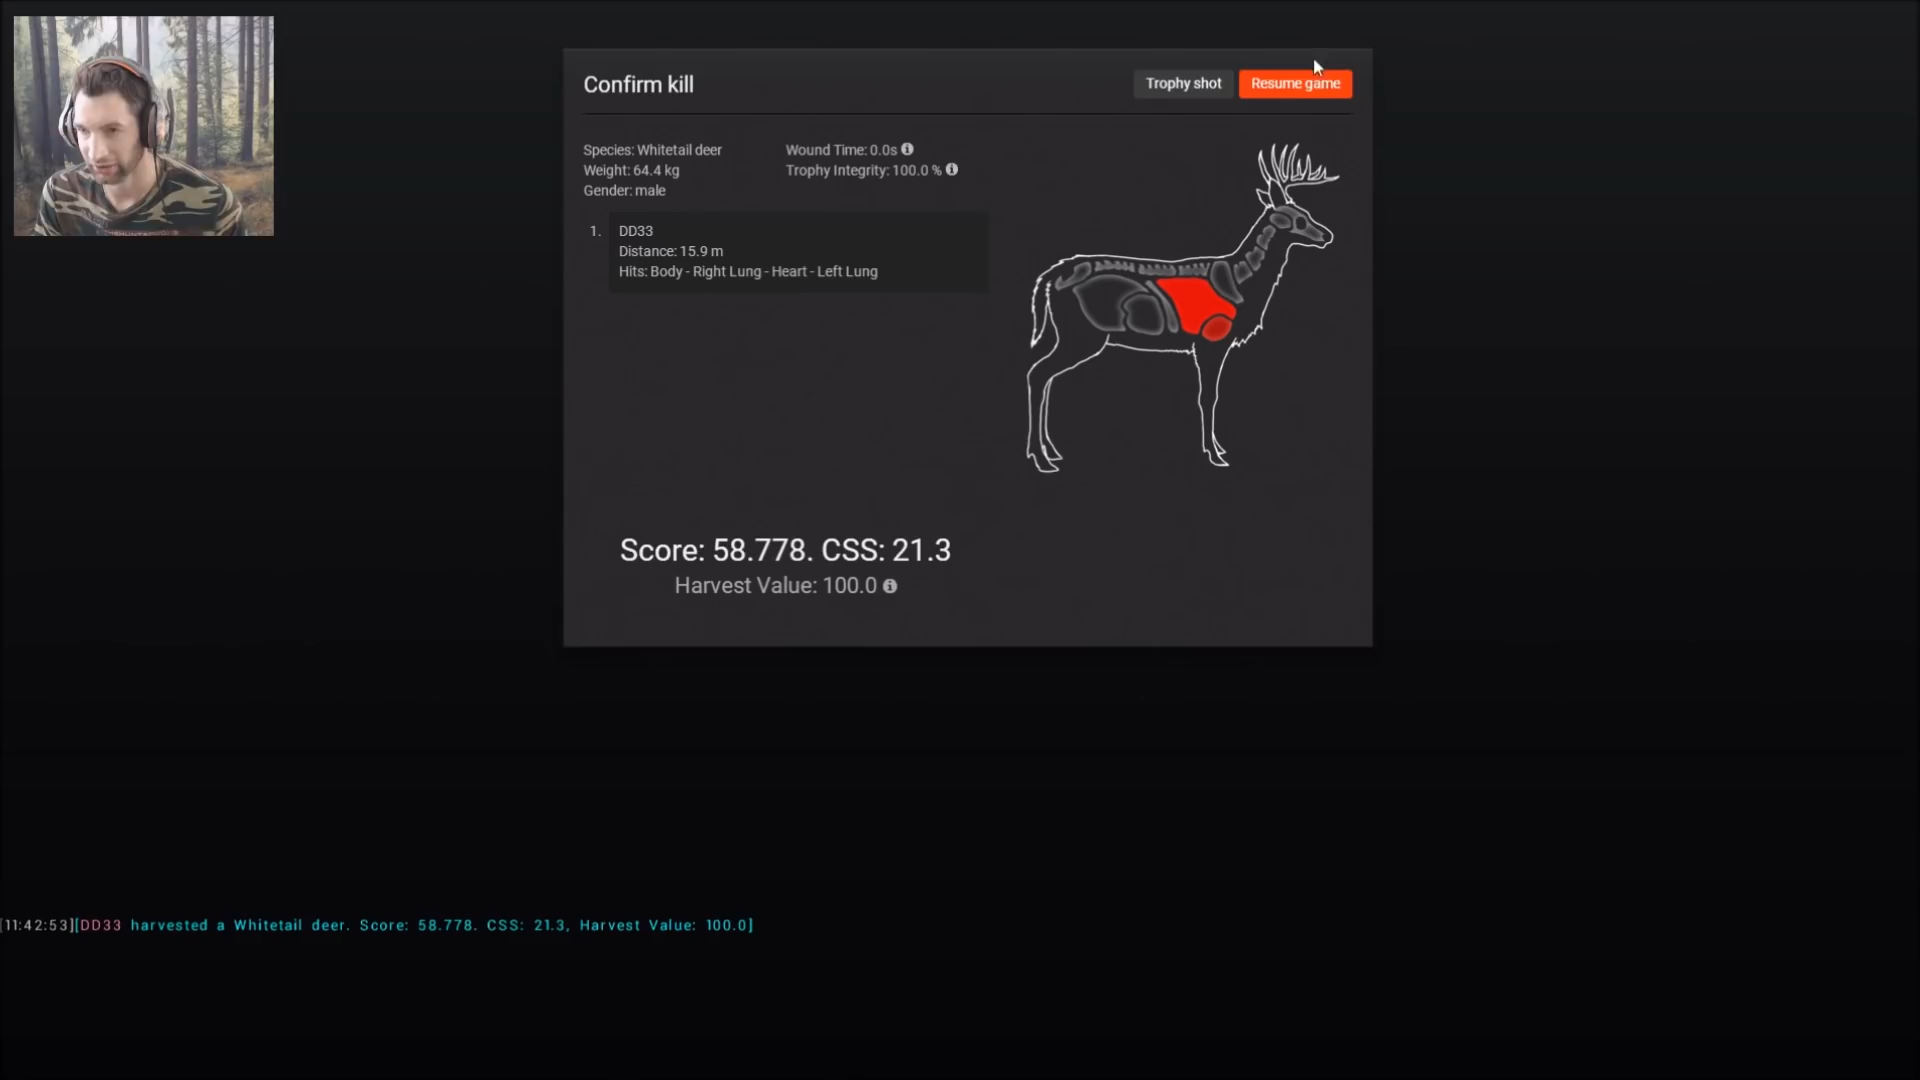 Confirm kill
Trophy shot
Resume game
Species: Whitetail deer
Weight: 64.4 kg
Gender: male
Wound Time: 0.0s
Trophy Integrity: 100.0 %
1.
DD33
Distance: 15.9 m
Hits: Body - Right Lung - Heart - Left Lung
Score: 58.778. CSS: 21.3
Harvest Value: 100.0
[11:42:53][DD33 harvested a Whitetail deer. Score: 58.778. CSS: 21.3, Harvest Value: 100.0]